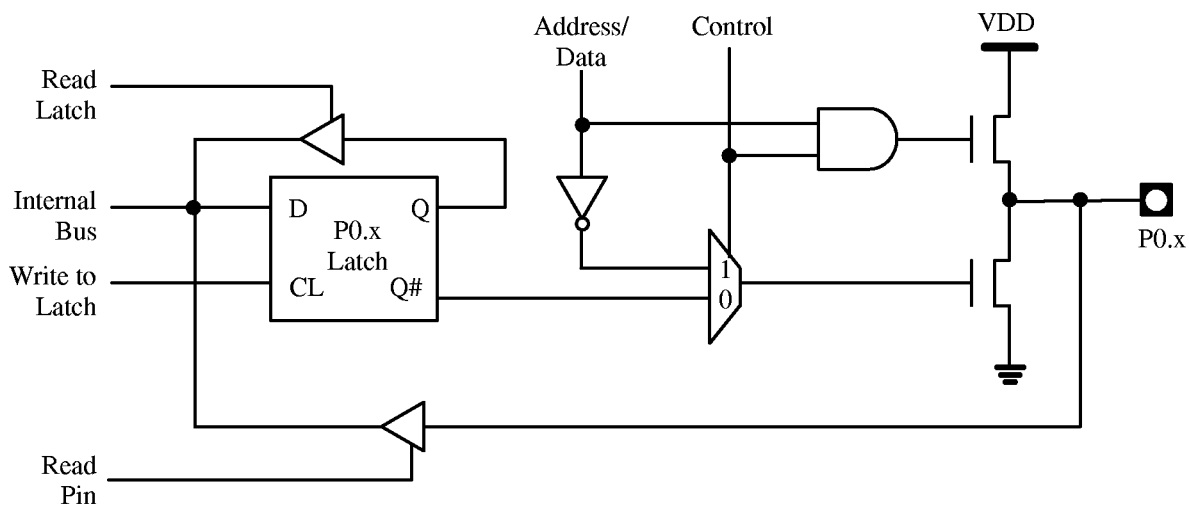 Address/
Data
Control
VDD
Read
Latch
Internal
Bus
D
Q
P0.x
Latch
P0.x
Write to
Latch
CL
Q#
1
0
Read
Pin